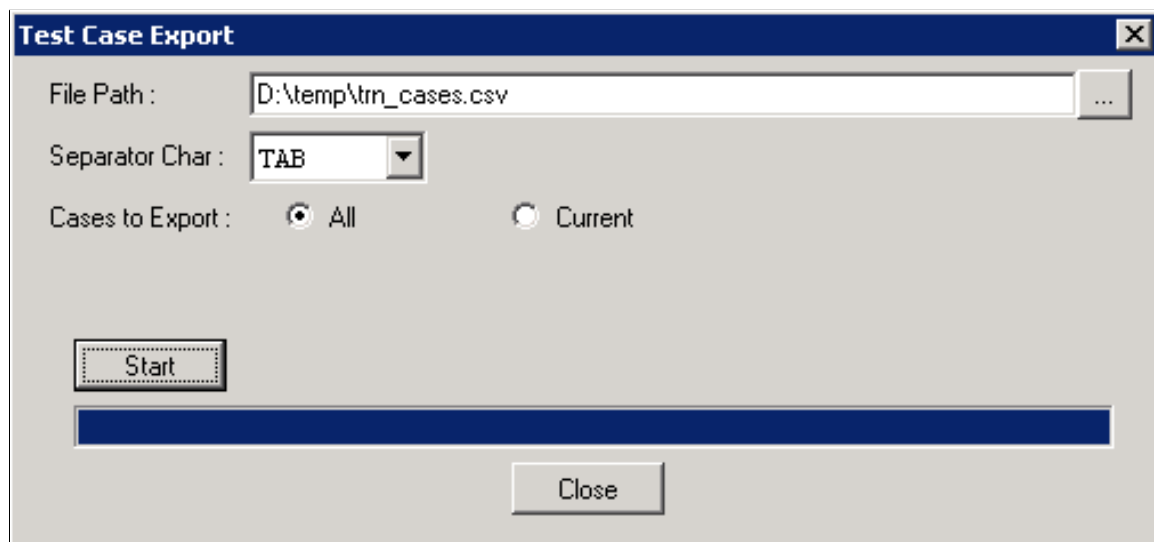 Test Case Export
File Path : D:\temp\trn_cases.csv ...
Separator Char : TAB
Cases to Export : All Current
Start
Close